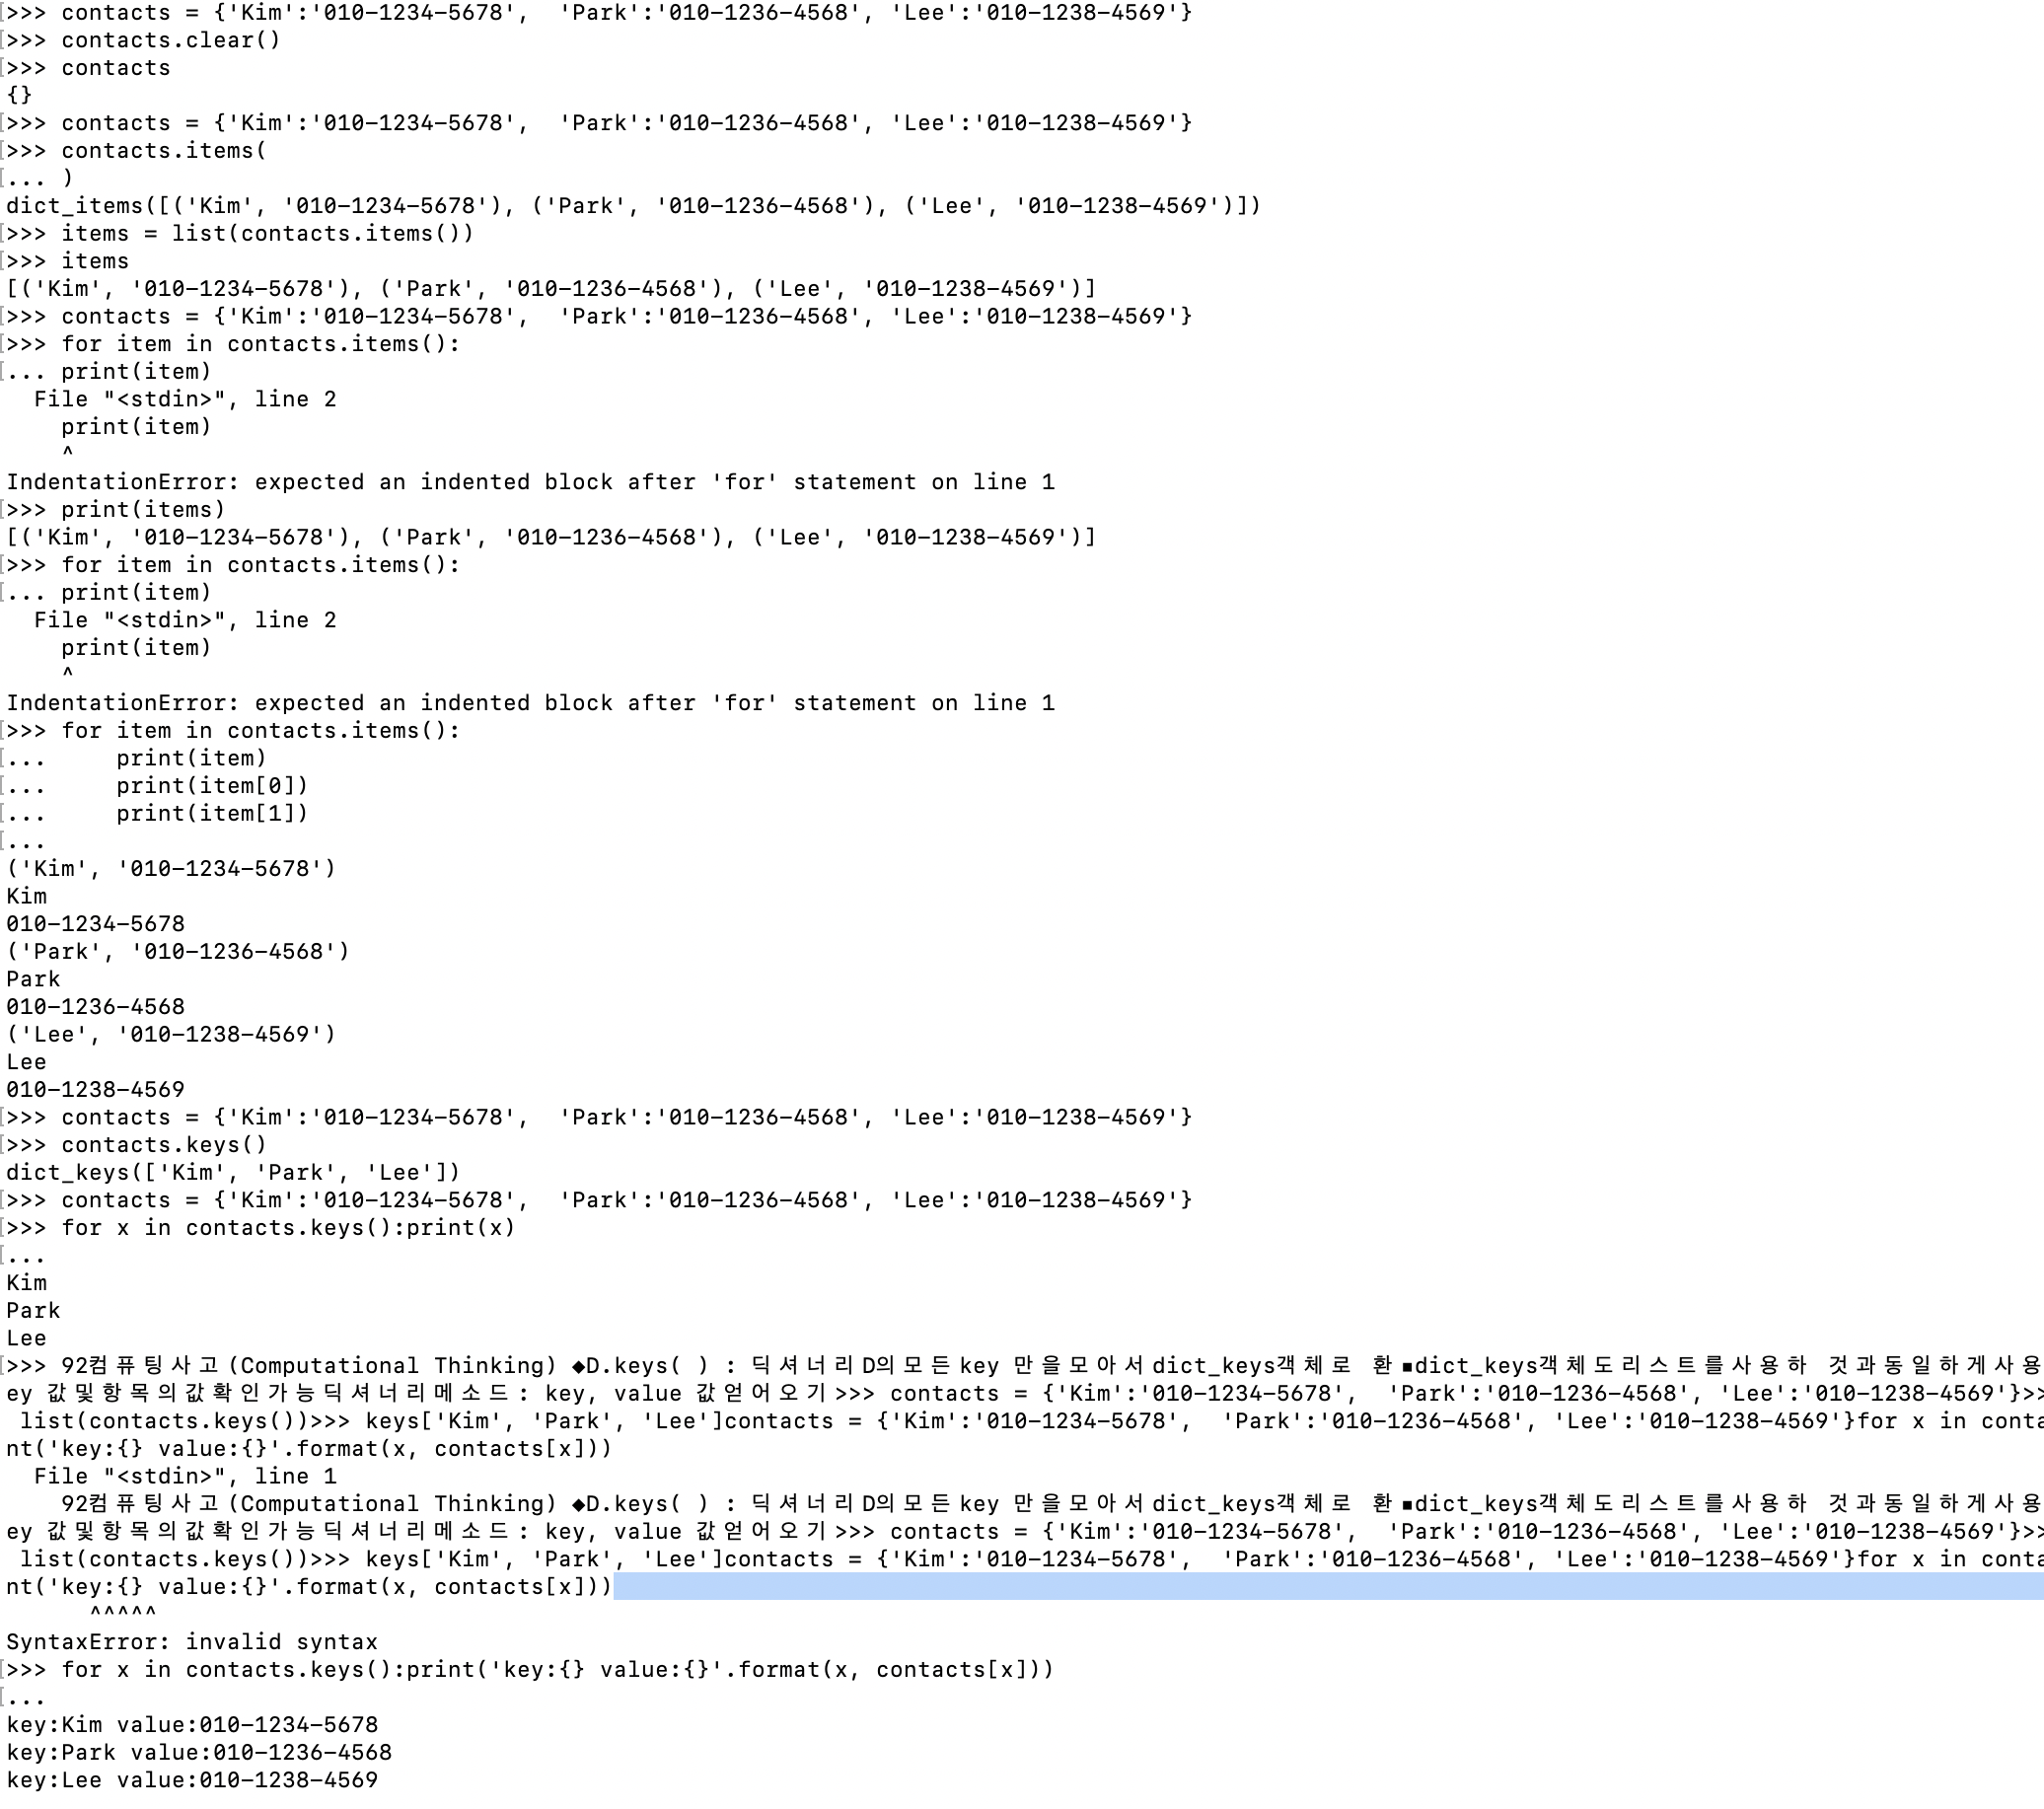 >>> contacts = {'Kim':'010-1234-5678',  'Park':'010-1236-4568', 'Lee':'010-1238-4569'}
>>> contacts.clear()
>>> contacts
{}
>>> contacts = {'Kim':'010-1234-5678',  'Park':'010-1236-4568', 'Lee':'010-1238-4569'}
>>> contacts.items(
... )
dict_items([('Kim', '010-1234-5678'), ('Park', '010-1236-4568'), ('Lee', '010-1238-4569')])
>>> items = list(contacts.items())
>>> items
[('Kim', '010-1234-5678'), ('Park', '010-1236-4568'), ('Lee', '010-1238-4569')]
>>> contacts = {'Kim':'010-1234-5678',  'Park':'010-1236-4568', 'Lee':'010-1238-4569'}
>>> for item in contacts.items():
... print(item)
  File "<stdin>", line 2
    print(item)
    ^
IndentationError: expected an indented block after 'for' statement on line 1
>>> print(items)
[('Kim', '010-1234-5678'), ('Park', '010-1236-4568'), ('Lee', '010-1238-4569')]
>>> for item in contacts.items():
... print(item)
  File "<stdin>", line 2
    print(item)
    ^
IndentationError: expected an indented block after 'for' statement on line 1
>>> for item in contacts.items():
...     print(item)
...     print(item[0])
...     print(item[1])
...
('Kim', '010-1234-5678')
Kim
010-1234-5678
('Park', '010-1236-4568')
Park
010-1236-4568
('Lee', '010-1238-4569')
Lee
010-1238-4569
>>> contacts = {'Kim':'010-1234-5678',  'Park':'010-1236-4568', 'Lee':'010-1238-4569'}
>>> contacts.keys()
dict_keys(['Kim', 'Park', 'Lee'])
>>> contacts = {'Kim':'010-1234-5678',  'Park':'010-1236-4568', 'Lee':'010-1238-4569'}
>>> for x in contacts.keys():print(x)
...
Kim
Park
Lee
>>> 92컴퓨팅사고(Computational Thinking) ◆D.keys( ) : 딕셔너리D의모든key 만을모아서dict_keys객체로 환▪dict_keys객체도리스트를사용하 것과동일하게사용
ey 값및항목의값확인가능딕셔너리메소드: key, value 값얻어오기>>> contacts = {'Kim':'010-1234-5678',  'Park':'010-1236-4568', 'Lee':'010-1238-4569'}>>
 list(contacts.keys())>>> keys['Kim', 'Park', 'Lee']contacts = {'Kim':'010-1234-5678',  'Park':'010-1236-4568', 'Lee':'010-1238-4569'}for x in conta
nt('key:{} value:{}'.format(x, contacts[x]))
  File "<stdin>", line 1
    92컴퓨팅사고(Computational Thinking) ◆D.keys( ) : 딕셔너리D의모든key 만을모아서dict_keys객체로 환▪dict_keys객체도리스트를사용하 것과동일하게사용
ey 값및항목의값확인가능딕셔너리메소드: key, value 값얻어오기>>> contacts = {'Kim':'010-1234-5678',  'Park':'010-1236-4568', 'Lee':'010-1238-4569'}>>
 list(contacts.keys())>>> keys['Kim', 'Park', 'Lee']contacts = {'Kim':'010-1234-5678',  'Park':'010-1236-4568', 'Lee':'010-1238-4569'}for x in conta
nt('key:{} value:{}'.format(x, contacts[x]))
      ^^^^^
SyntaxError: invalid syntax
>>> for x in contacts.keys():print('key:{} value:{}'.format(x, contacts[x]))
...
key:Kim value:010-1234-5678
key:Park value:010-1236-4568
key:Lee value:010-1238-4569